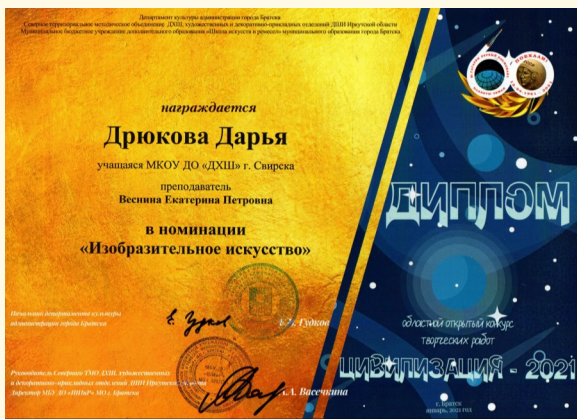 Департамент культуры администрации города Братска
Северное территориальное методическое объединение ДХШ, художественных и декоративно-прикладных отделений ДШИ Иркутской области
Муниципальное бюджетное учреждение дополнительного образования «Школа искусств и ремесел» муниципального образования города Братска
награждается
Дрюкова Дарья
учащаяся МКОУ ДО «ДХШ» г. Свирска
преподаватель
Веснина Екатерина Петровна
в номинации
«Изобразительное искусство»
Начальник департамента культуры
администрации города Братска
Гудкова
Руководитель Северного ТМО ДХШ, художественных
и декоративно-прикладных отделений ДШИ Иркутской
Директор МБУ ДО «ШИиР» МО г. Братска
А. Васечкина
ПОЕХАЛИ!
ДИПЛОМ
областной открытый конкурс
творческих работ
ЦИВИЛИЗАЦИЯ - 2021
г. Братск
январь, 2021 год